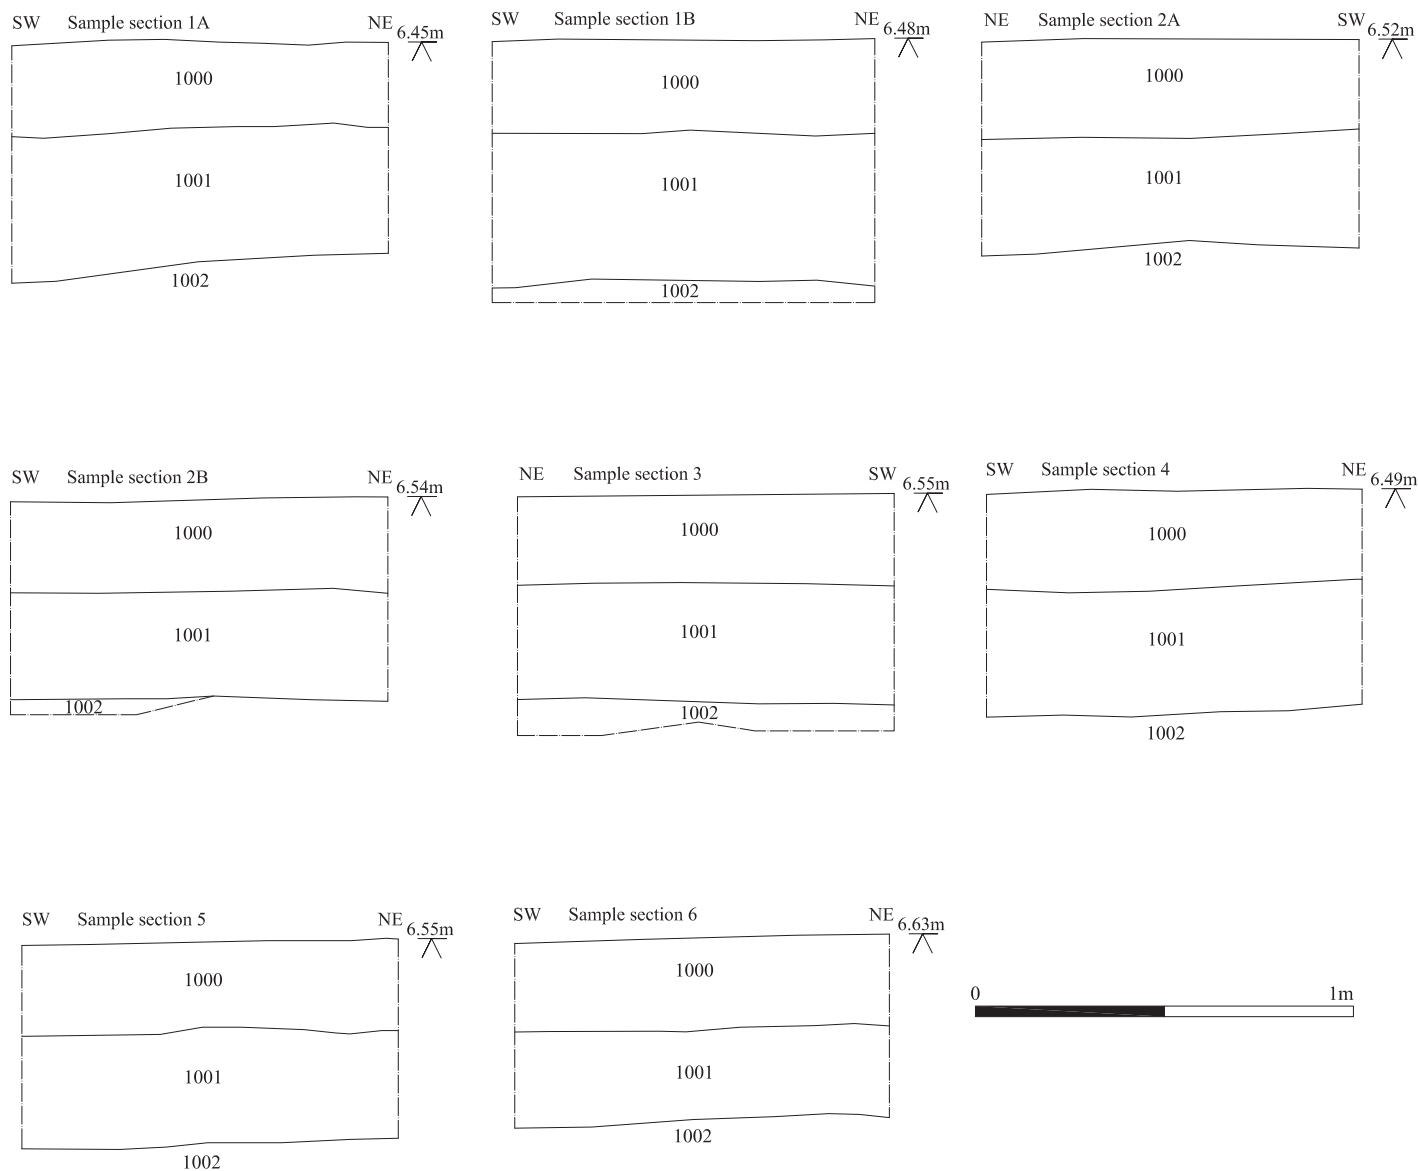 SW Sample section 1A NE 6.45m
1000
1001
1002
SW Sample section 1B NE 6.48m
1000
1001
1002
NE Sample section 2A SW 6.52m
1000
1001
1002
SW Sample section 2B NE 6.54m
1000
1001
1002
NE Sample section 3 SW 6.55m
1000
1001
1002
SW Sample section 4 NE 6.49m
1000
1001
1002
SW Sample section 5 NE 6.55m
1000
1001
1002
SW Sample section 6 NE 6.63m
1000
1001
1002
0 1m